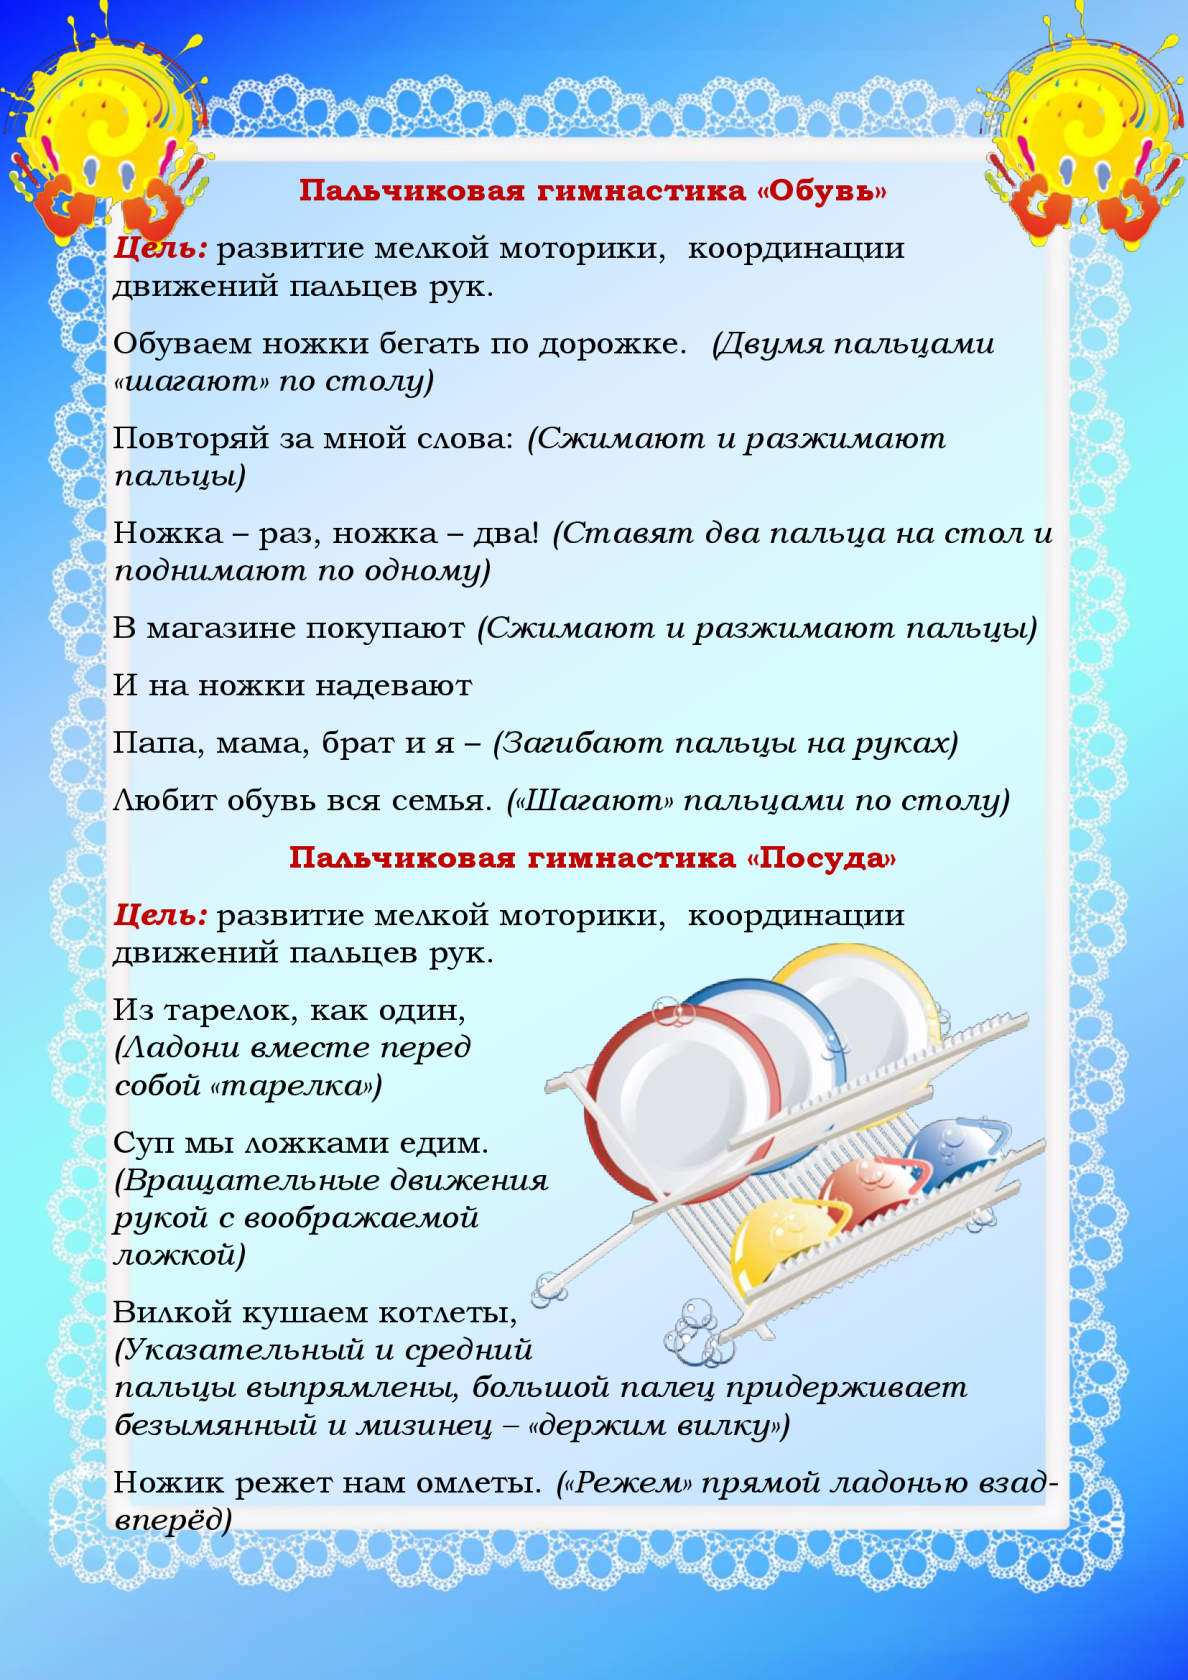 Пальчиковая гимнастика «Обувь»
Цель: развитие мелкой моторики, координации
движений пальцев рук.
Обуваем ножки бегать по дорожке. (Двумя пальцами
«шагают» по столу)
Повторяй за мной слова: (Сжимают и разжимают
пальцы)
Ножка – раз, ножка – два! (Ставят два пальца на стол и
поднимают по одному)
В магазине покупают (Сжимают и разжимают пальцы)
И на ножки надевают
Папа, мама, брат и я – (Загибают пальцы на руках)
Любит обувь вся семья. («Шагают» пальцами по столу)
Пальчиковая гимнастика «Посуда»
Цель: развитие мелкой моторики, координации
движений пальцев рук.
Из тарелок, как один,
(Ладони вместе перед
собой «тарелка»)
Суп мы ложками едим.
(Вращательные движения
рукой с воображаемой
ложкой)
Вилкой кушаем котлеты,
(Указательный и средний
пальцы выпрямлены, большой палец придерживает
безымянный и мизинец – «держим вилку»)
Ножик режет нам омлеты. («Режем» прямой ладонью взад-
вперёд)